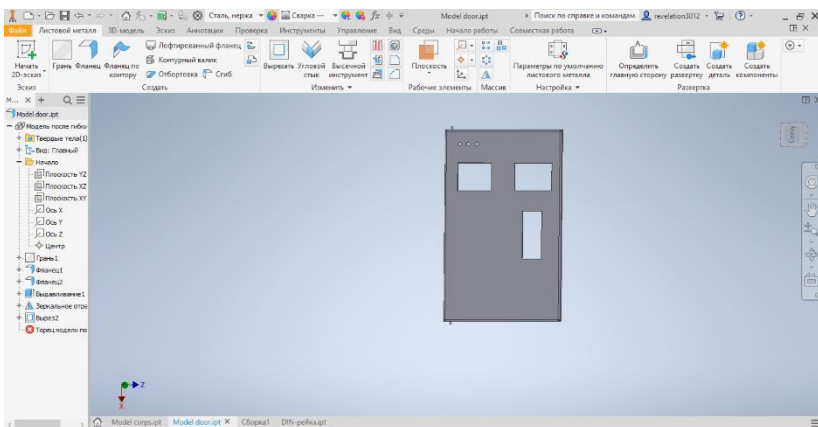 Сталь, нержа
Сварка —
Model door.ipt
Поиск по справке и командам.
revelation3012
Файл Листовой металл 3D-модель Эскиз Аннотации Проверка Инструменты Управление Вид Среды Начало работы Совместная работа
Начать 2D-эскиз
Грань Фланец Фланец по контору
Лофтированный фланец
Контурный валик
Отбортовка Сгиб
Вырезать Угловой стык Высечной инструмент
Плоскость
Параметры по умолчанию листового металла
Определить главную сторону
Создать развертку
Создать деталь
Создать компоненты
Эскиз Создать Изменить Рабочие элементы Массив Настройка Развертка
М... X +
Model door.ipt
Модель после гибки
Твердые тела(1)
Вид: Главный
Начало
Плоскость YZ
Плоскость XZ
Плоскость XY
Ось X
Ось Y
Ось Z
Центр
Грань1
Фланец1
Фланец2
Выдавливание1
Зеркальное отра
Вырез2
Торец модели по
Z
X
Model corps.ipt Model door.ipt X Сборка1 DIN-рейка.ipt